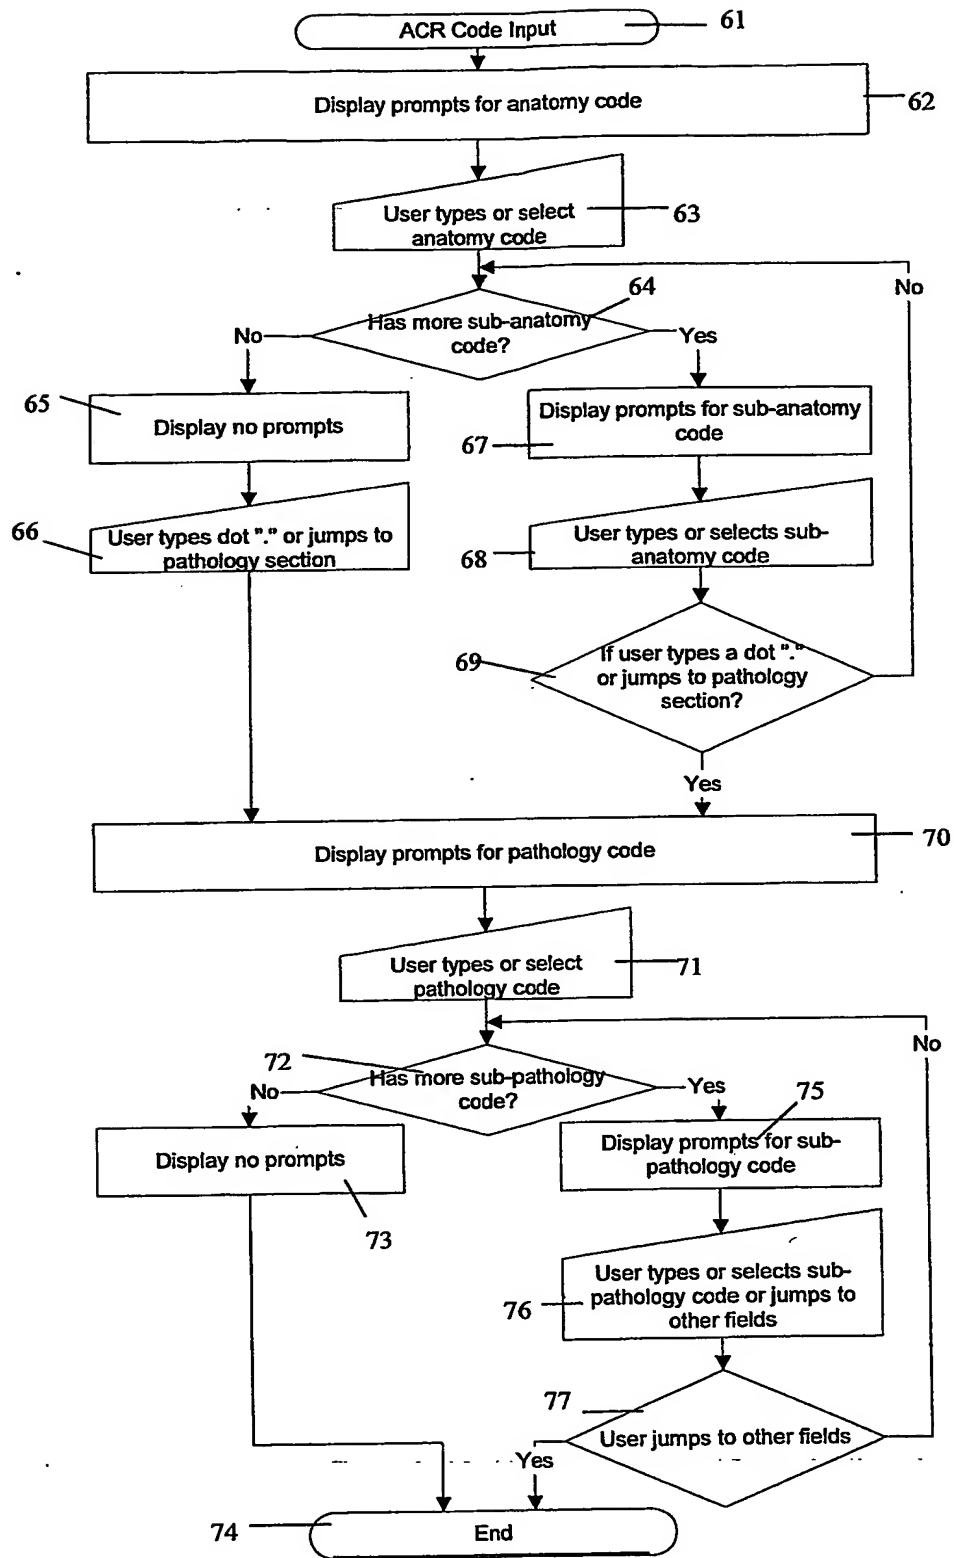 ACR Code Input
61
Display prompts for anatomy code
62
User types or select
anatomy code
63
No
64
Has more sub-anatomy
code?
No
Yes
65
Display no prompts
Display prompts for sub-anatomy
code
67
66
User types dot "." or jumps to
pathology section
User types or selects sub-
anatomy code
68
69
If user types a dot "."
or jumps to pathology
section?
Yes
Display prompts for pathology code
70
User types or select
pathology code
71
No
72
Has more sub-pathology
code?
No
Yes
75
Display no prompts
73
Display prompts for sub-
pathology code
User types or selects sub-
pathology code or jumps to
other fields
76
77
User jumps to other fields
Yes
74
End